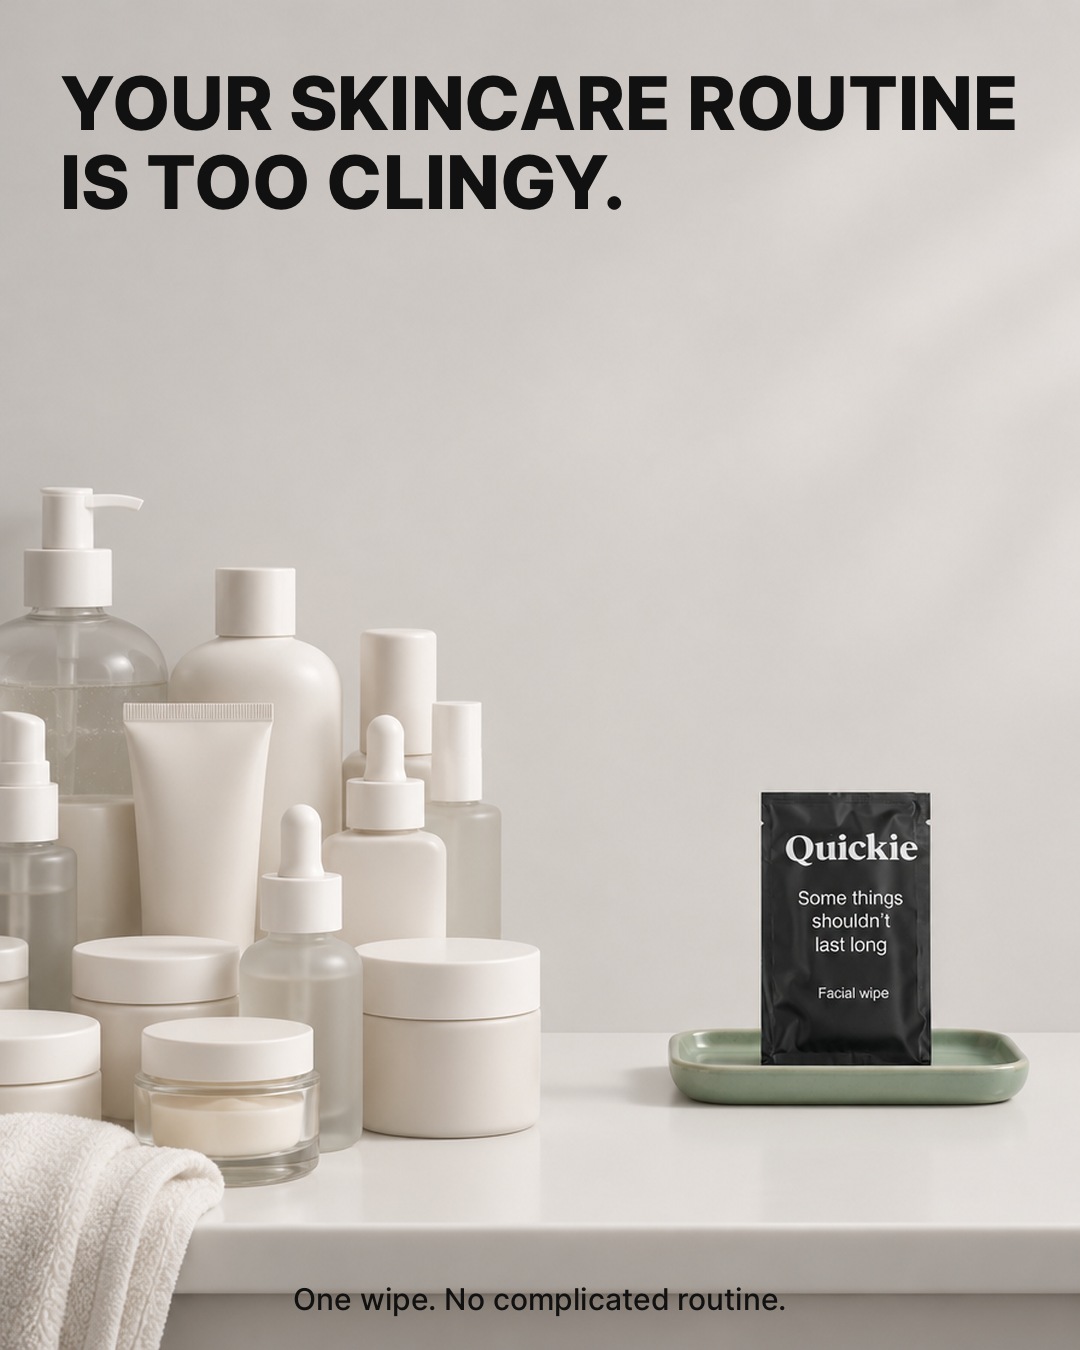 YOUR SKINCARE ROUTINE
IS TOO CLINGY.
Quickie
Some things
shouldn't
last long
Facial wipe
One wipe. No complicated routine.